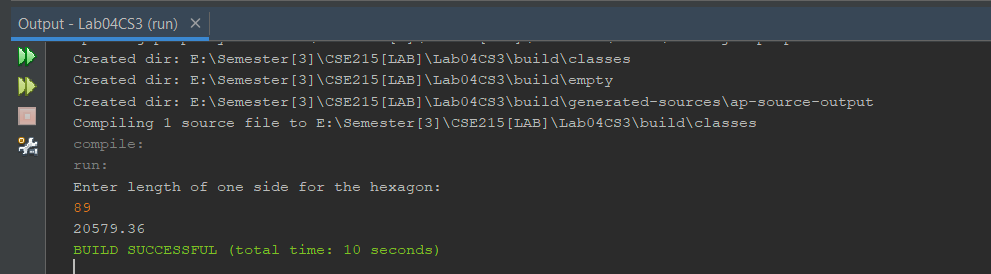 Output - Lab04CS3 (run)
Created dir: E:\Semester[3]\CSE215[LAB]\Lab04CS3\build\classes
Created dir: E:\Semester[3]\CSE215[LAB]\Lab04CS3\build\empty
Created dir: E:\Semester[3]\CSE215[LAB]\Lab04CS3\build\generated-sources\ap-source-output
Compiling 1 source file to E:\Semester[3]\CSE215[LAB]\Lab04CS3\build\classes
compile:
run:
Enter length of one side for the hexagon:
89
20579.36
BUILD SUCCESSFUL (total time: 10 seconds)